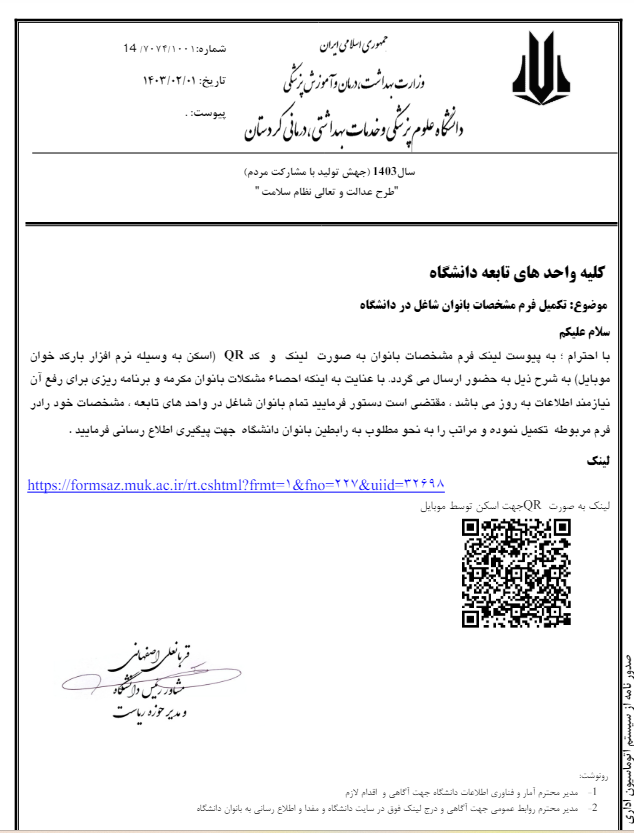 جمهوری اسلامی ایران
وزارت بهداشت، درمان و آموزش پزشکی
دانشگاه علوم پزشکی و خدمات بهداشتی، درمانی کردستان
شماره: ۷۰۷۴/۱۰۰۱/ 14
تاریخ: ۱۴۰۳/۰۲/۰۱
پیوست: .
سال1403 (جهش تولید با مشارکت مردم)
"طرح عدالت و تعالی نظام سلامت "
کلیه واحد های تابعه دانشگاه
موضوع: تکمیل فرم مشخصات بانوان شاغل در دانشگاه
سلام علیکم
با احترام ؛ به پیوست لینک فرم مشخصات بانوان به صورت لینک و کد QR (اسکن به وسیله نرم افزار بارکد خوان
موبایل) به شرح ذیل به حضور ارسال می گردد. با عنایت به اینکه احصاء مشکلات بانوان مکرمه و برنامه ریزی برای رفع آن
نیازمند اطلاعات به روز می باشد ، مقتضی است دستور فرمایید تمام بانوان شاغل در واحد های تابعه ، مشخصات خود رادر
فرم مربوطه تکمیل نموده و مراتب را به نحو مطلوب به رابطین بانوان دانشگاه جهت پیگیری اطلاع رسانی فرمایید .
لینک
https://formsaz.muk.ac.ir/rt.cshtml?frmt=۱&fno=۲۲۷&uiid=۳۲۶۹۸
لینک به صورت QRجهت اسکن توسط موبایل
قربانعلی اصفهانی
مشاور رئیس دانشگاه
و مدیر حوزه ریاست
صدور نامه از سیستم اتوماسیون اداری
رونوشت:
1- مدیر محترم آمار و فناوری اطلاعات دانشگاه جهت آگاهی و اقدام لازم
2- مدیر محترم روابط عمومی جهت آگاهی و درج لینک فوق در سایت دانشگاه و مفدا و اطلاع رسانی به بانوان دانشگاه